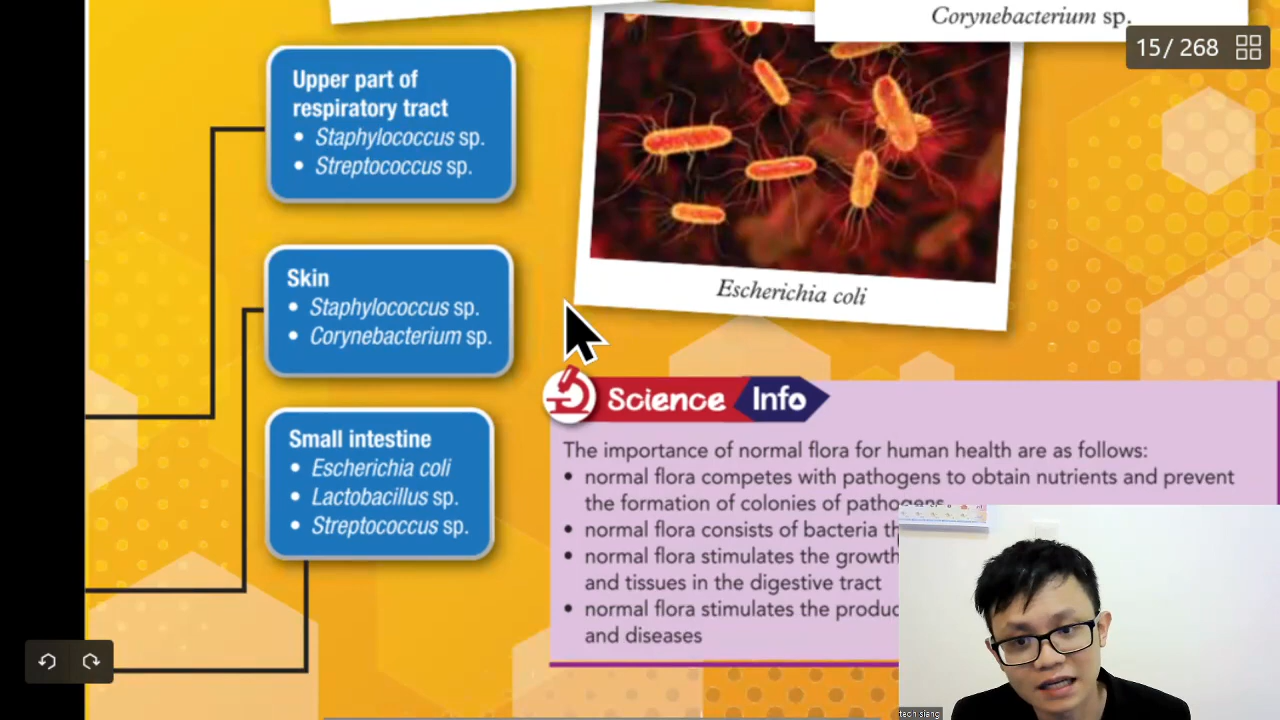 Corynebacterium sp.
15/ 268
Upper part of
respiratory tract
• Staphylococcus sp.
• Streptococcus sp.
Escherichia coli
Skin
• Staphylococcus sp.
• Corynebacterium sp.
Small intestine
• Escherichia coli
• Lactobacillus sp.
• Streptococcus sp.
Science Info
The importance of normal flora for human health are as follows:
• normal flora competes with pathogens to obtain nutrients and prevent
the formation of colonies of pathogens
• normal flora consists of bacteria
• normal flora stimulates the growth
and tissues in the digestive tract
• normal flora stimulates the
and diseases
tech siang